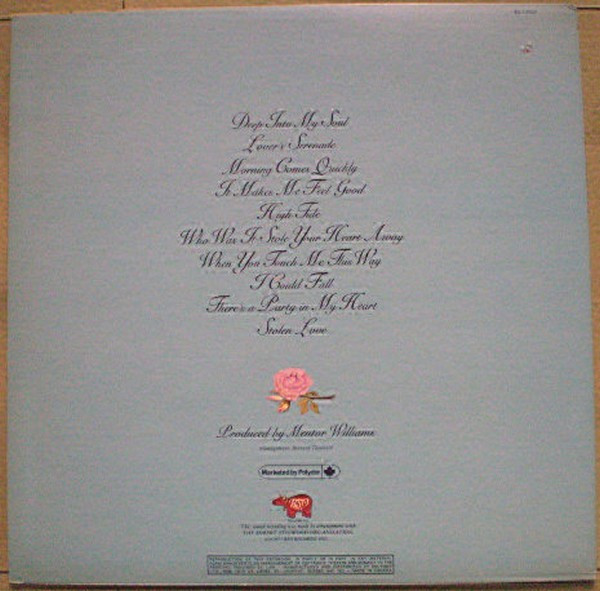 Deep Into My Soul
Lover's Serenade
Morning Comes Quickly
It Makes Me Feel Good
High Tide
Who Was It Stole Your Heart Away
When You Touch Me This Way
I Could Fall
There's a Party in My Heart
Stolen Love
Produced by Mentor Williams
Marketed by Polydor
RSO